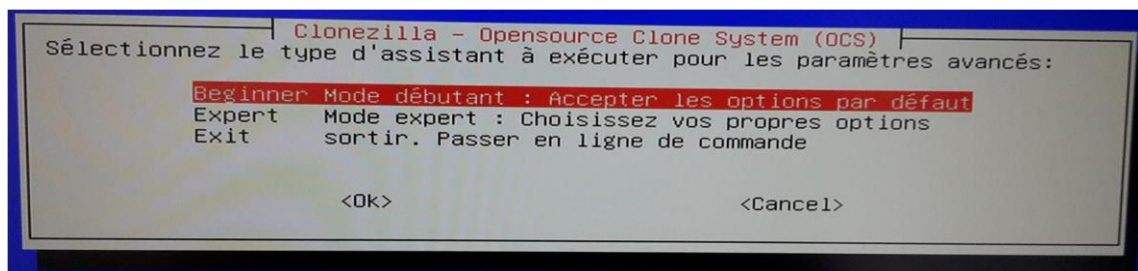 Clonezilla - Opensource Clone System (OCS)
Sélectionnez le type d'assistant à exécuter pour les paramètres avancés:
Beginner Mode débutant : Accepter les options par défaut
Expert Mode expert : Choisissez vos propres options
Exit sortir. Passer en ligne de commande
<Ok> <Cancel>